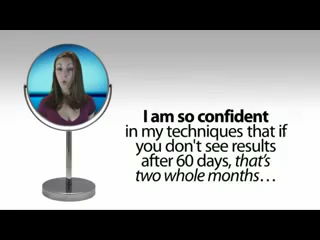 I am so confident
in my techniques that if
you don't see results
after 60 days, that's
two whole months…